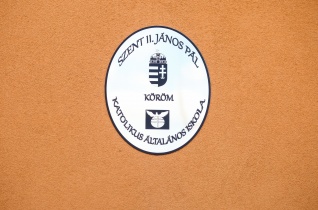 SZENT II. JÁNOS PÁL
KÖRÖM
KATOLIKUS ÁLTALÁNOS ISKOLA